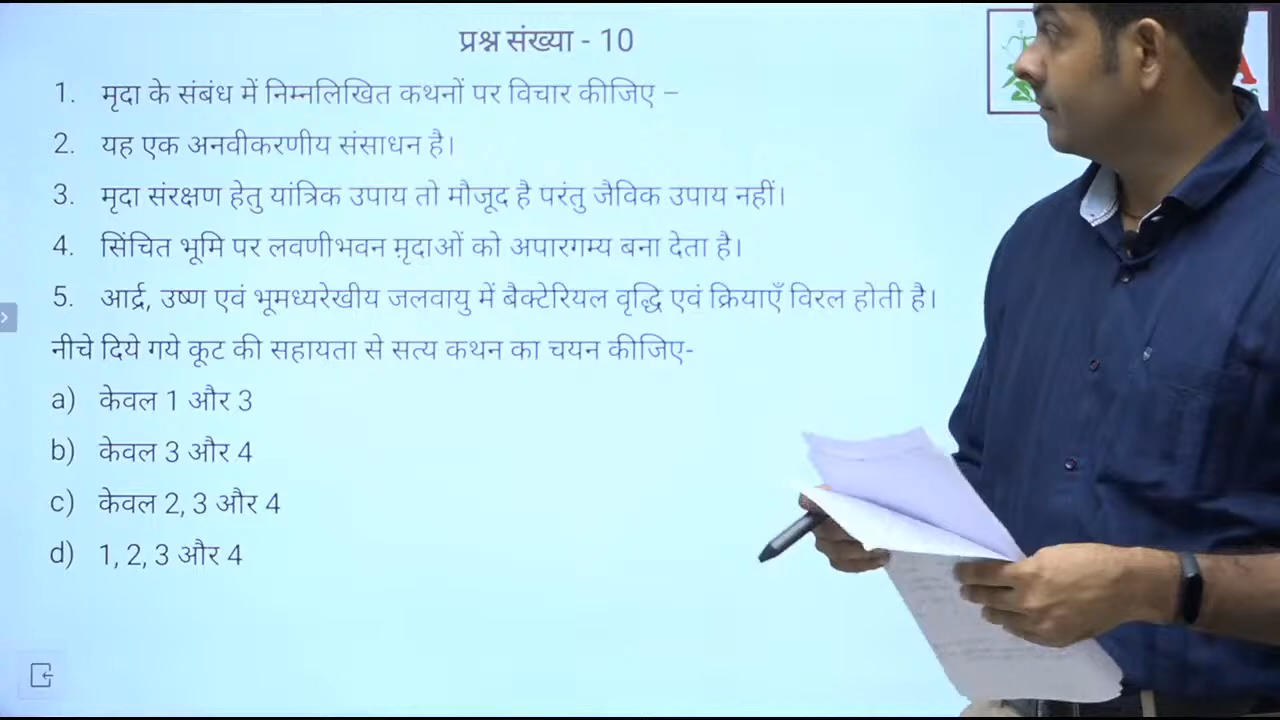 प्रश्न संख्या - 10
1. मृदा के संबंध में निम्नलिखित कथनों पर विचार कीजिए –
2. यह एक अनवीकरणीय संसाधन है।
3. मृदा संरक्षण हेतु यांत्रिक उपाय तो मौजूद है परंतु जैविक उपाय नहीं।
4. सिंचित भूमि पर लवणीभवन मृ़दाओं को अपारगम्य बना देता है।
5. आर्द्र, उष्ण एवं भूमध्यरेखीय जलवायु में बैक्टेरियल वृद्धि एवं क्रियाएँ विरल होती है।
नीचे दिये गये कूट की सहायता से सत्य कथन का चयन कीजिए-
a) केवल 1 और 3
b) केवल 3 और 4
c) केवल 2, 3 और 4
d) 1, 2, 3 और 4